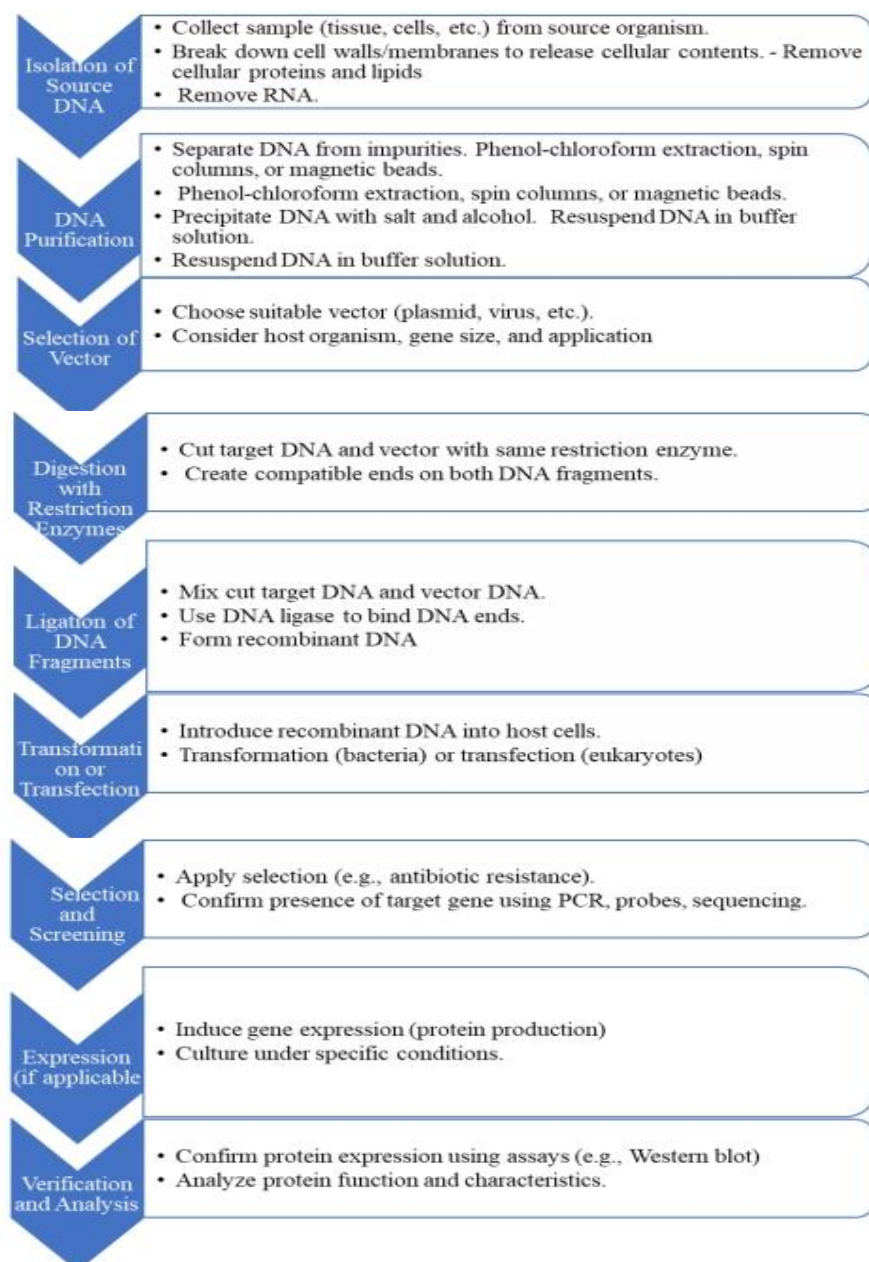 Isolation of
Source
DNA
• Collect sample (tissue, cells, etc.) from source organism.
• Break down cell walls/membranes to release cellular contents. - Remove
cellular proteins and lipids
• Remove RNA.
DNA
Purification
• Separate DNA from impurities. Phenol-chloroform extraction, spin
columns, or magnetic beads.
• Phenol-chloroform extraction, spin columns, or magnetic beads.
• Precipitate DNA with salt and alcohol. Resuspend DNA in buffer
solution.
• Resuspend DNA in buffer solution.
Selection of
Vector
• Choose suitable vector (plasmid, virus, etc.).
• Consider host organism, gene size, and application
Digestion
with
Restriction
Enzymes
• Cut target DNA and vector with same restriction enzyme.
• Create compatible ends on both DNA fragments.
Ligation of
DNA
Fragments
• Mix cut target DNA and vector DNA.
• Use DNA ligase to bind DNA ends.
• Form recombinant DNA
Transformati
on or
Transfection
• Introduce recombinant DNA into host cells.
• Transformation (bacteria) or transfection (eukaryotes)
Selection
and
Screening
• Apply selection (e.g., antibiotic resistance).
• Confirm presence of target gene using PCR, probes, sequencing.
Expression
(if applicable
• Induce gene expression (protein production)
• Culture under specific conditions.
Verification
and Analysis
• Confirm protein expression using assays (e.g., Western blot)
• Analyze protein function and characteristics.